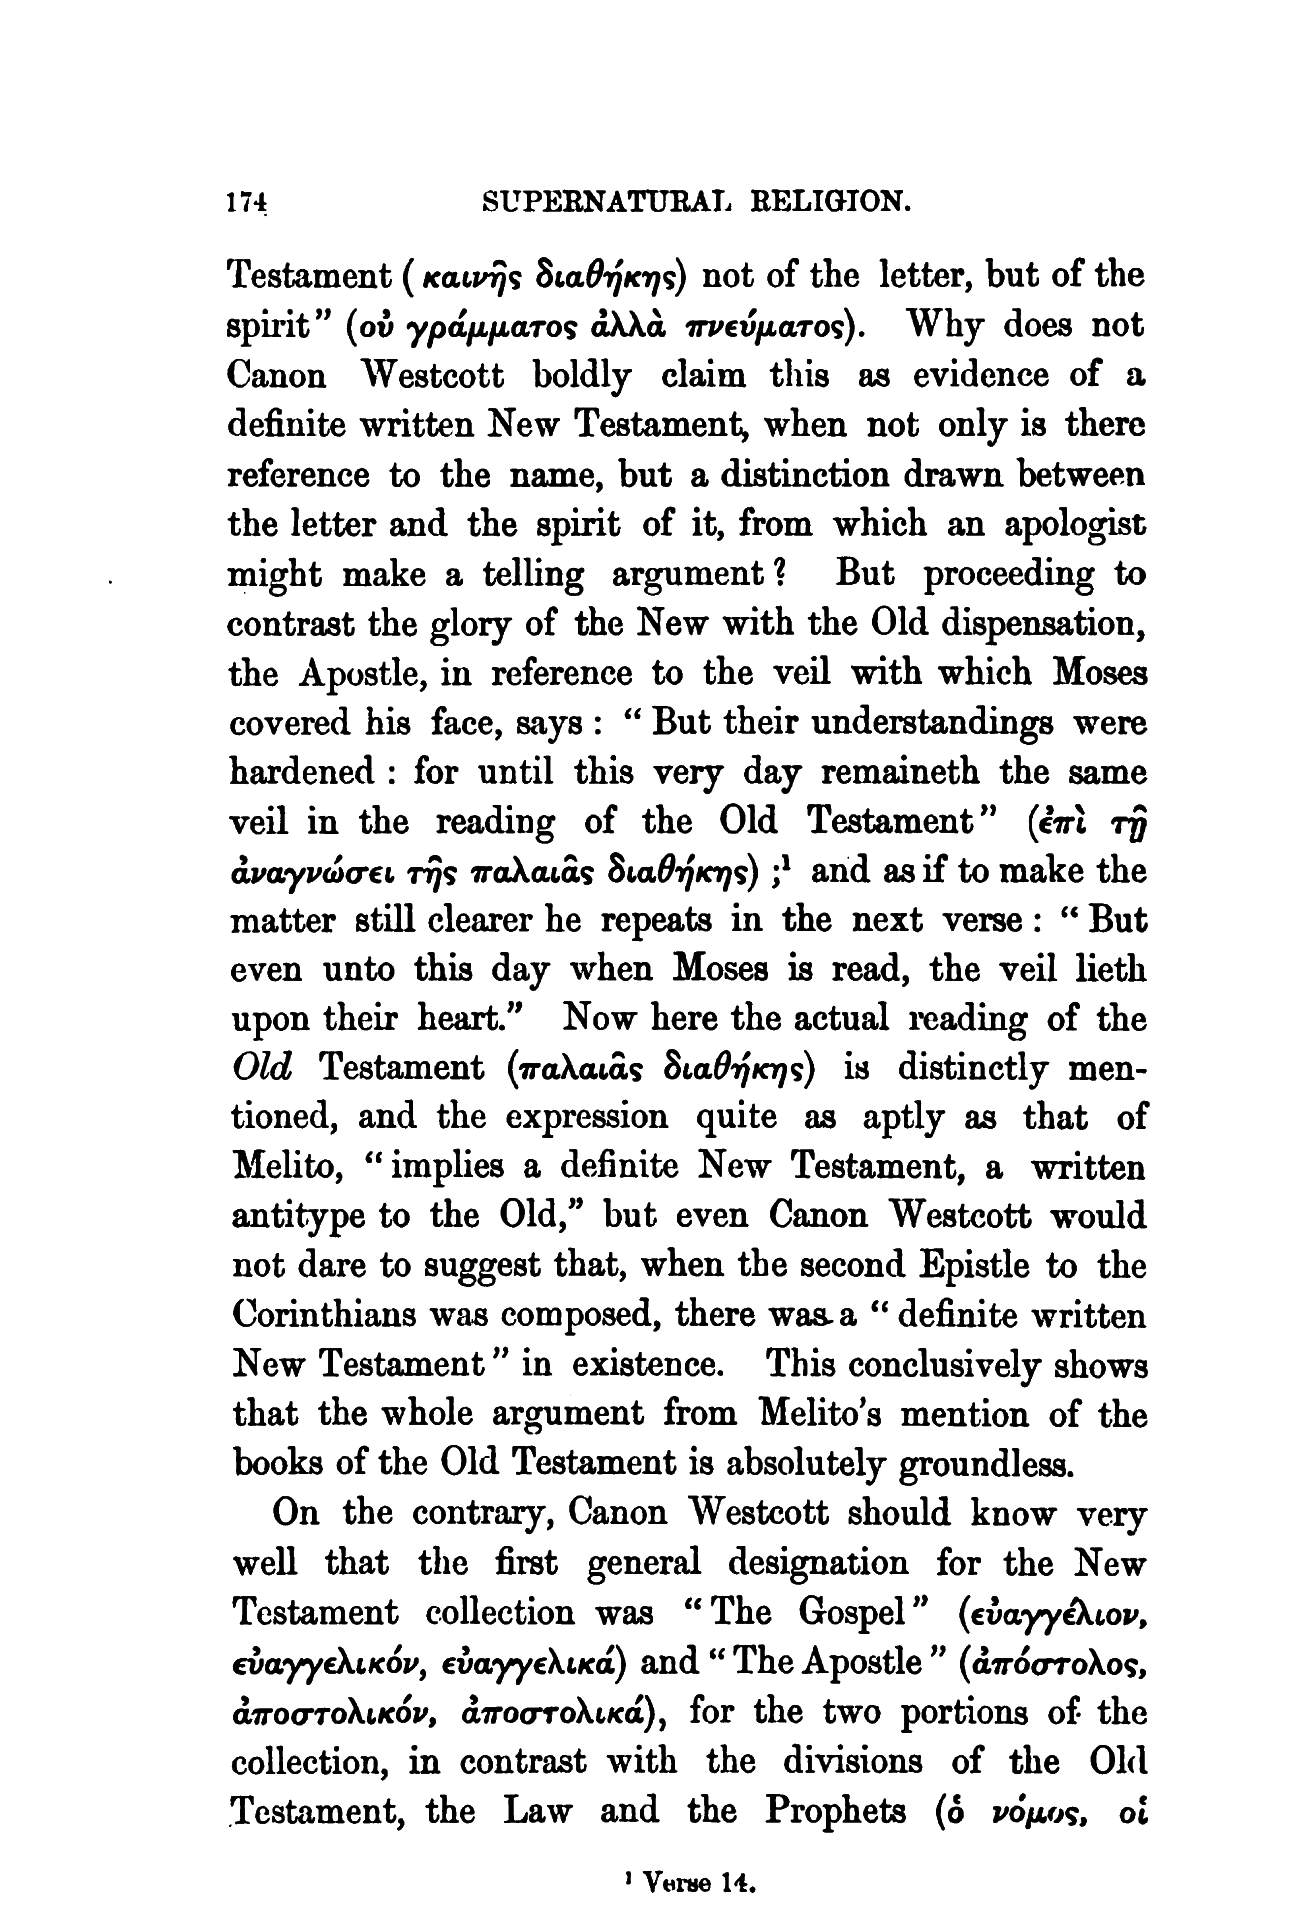 174 SUPERNATURAL RELIGION.
Testament ( καινῆς διαθήκης) not of the letter, but of the
spirit” (οὐ γράμματος ἀλλὰ πνεύματος). Why does not
Canon Westcott boldly claim this as evidence of a
definite written New Testament, when not only is there
reference to the name, but a distinction drawn between
the letter and the spirit of it, from which an apologist
might make a telling argument? But proceeding to
contrast the glory of the New with the Old dispensation,
the Apostle, in reference to the veil with which Moses
covered his face, says : “ But their understandings were
hardened : for until this very day remaineth the same
veil in the reading of the Old Testament” (ἐπὶ τῇ
ἀναγνώσει τῆς παλαιᾶς διαθήκης) ;¹ and as if to make the
matter still clearer he repeats in the next verse : “ But
even unto this day when Moses is read, the veil lieth
upon their heart.” Now here the actual reading of the
Old Testament (παλαιᾶς διαθήκης) is distinctly men-
tioned, and the expression quite as aptly as that of
Melito, “ implies a definite New Testament, a written
antitype to the Old,” but even Canon Westcott would
not dare to suggest that, when the second Epistle to the
Corinthians was composed, there was a “ definite written
New Testament ” in existence. This conclusively shows
that the whole argument from Melito’s mention of the
books of the Old Testament is absolutely groundless.
On the contrary, Canon Westcott should know very
well that the first general designation for the New
Testament collection was “ The Gospel ” (εὐαγγέλιον,
εὐαγγελικόν, εὐαγγελικά) and “ The Apostle ” (ἀπόστολος,
ἀποστολικόν, ἀποστολικά), for the two portions of the
collection, in contrast with the divisions of the Old
Testament, the Law and the Prophets (ὁ νόμος, οἱ
¹ Verse 14.